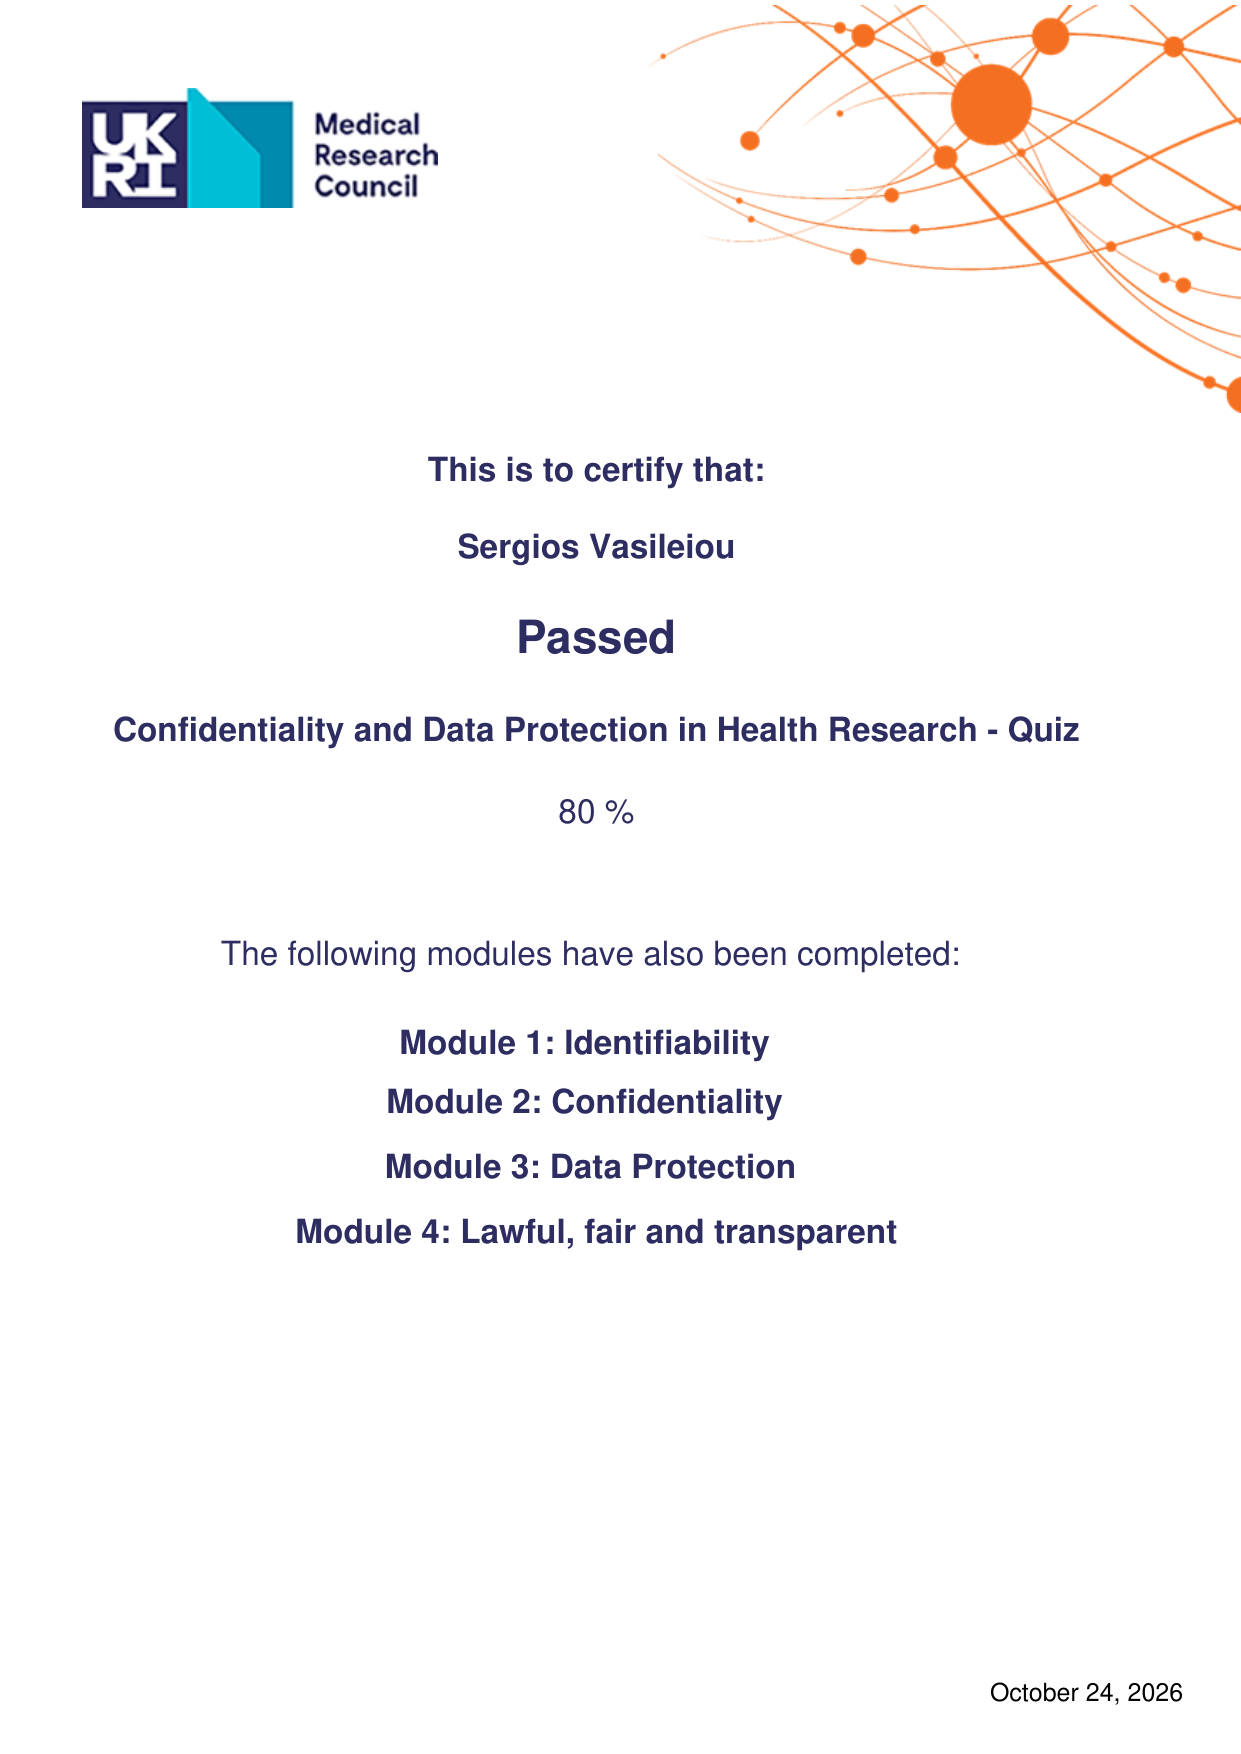 UK
RI
Medical
Research
Council
This is to certify that:
Sergios Vasileiou
Passed
Confidentiality and Data Protection in Health Research - Quiz
80 %
The following modules have also been completed:
Module 1: Identifiability
Module 2: Confidentiality
Module 3: Data Protection
Module 4: Lawful, fair and transparent
October 24, 2026